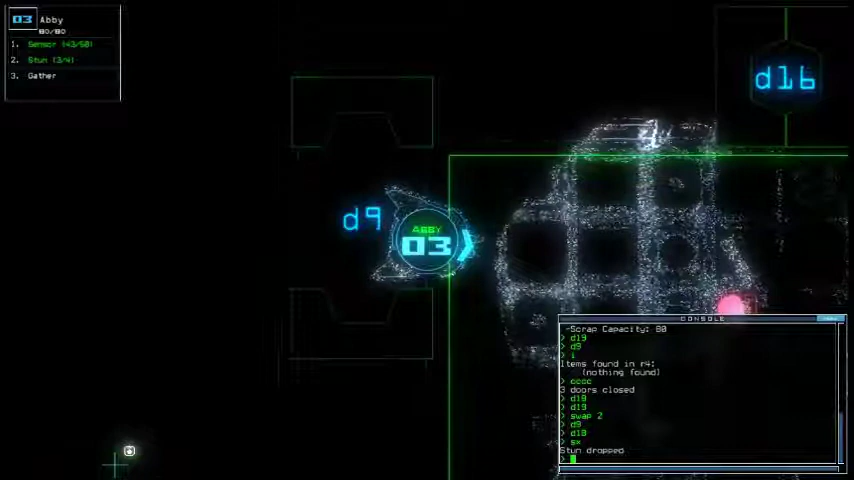 03 Abby
80/80
1. Sensor (43/50)
2. Stun (3/4)
3. Gather
d16
d9
ABBY
03
CONSOLE
-Scrap Capacity: 80
> d19
> d9
> i
Items found in r4:
(nothing found)
> cccc
3 doors closed
> d19
> d19
> swap 2
> d9
> d18
> sx
Stun dropped
>